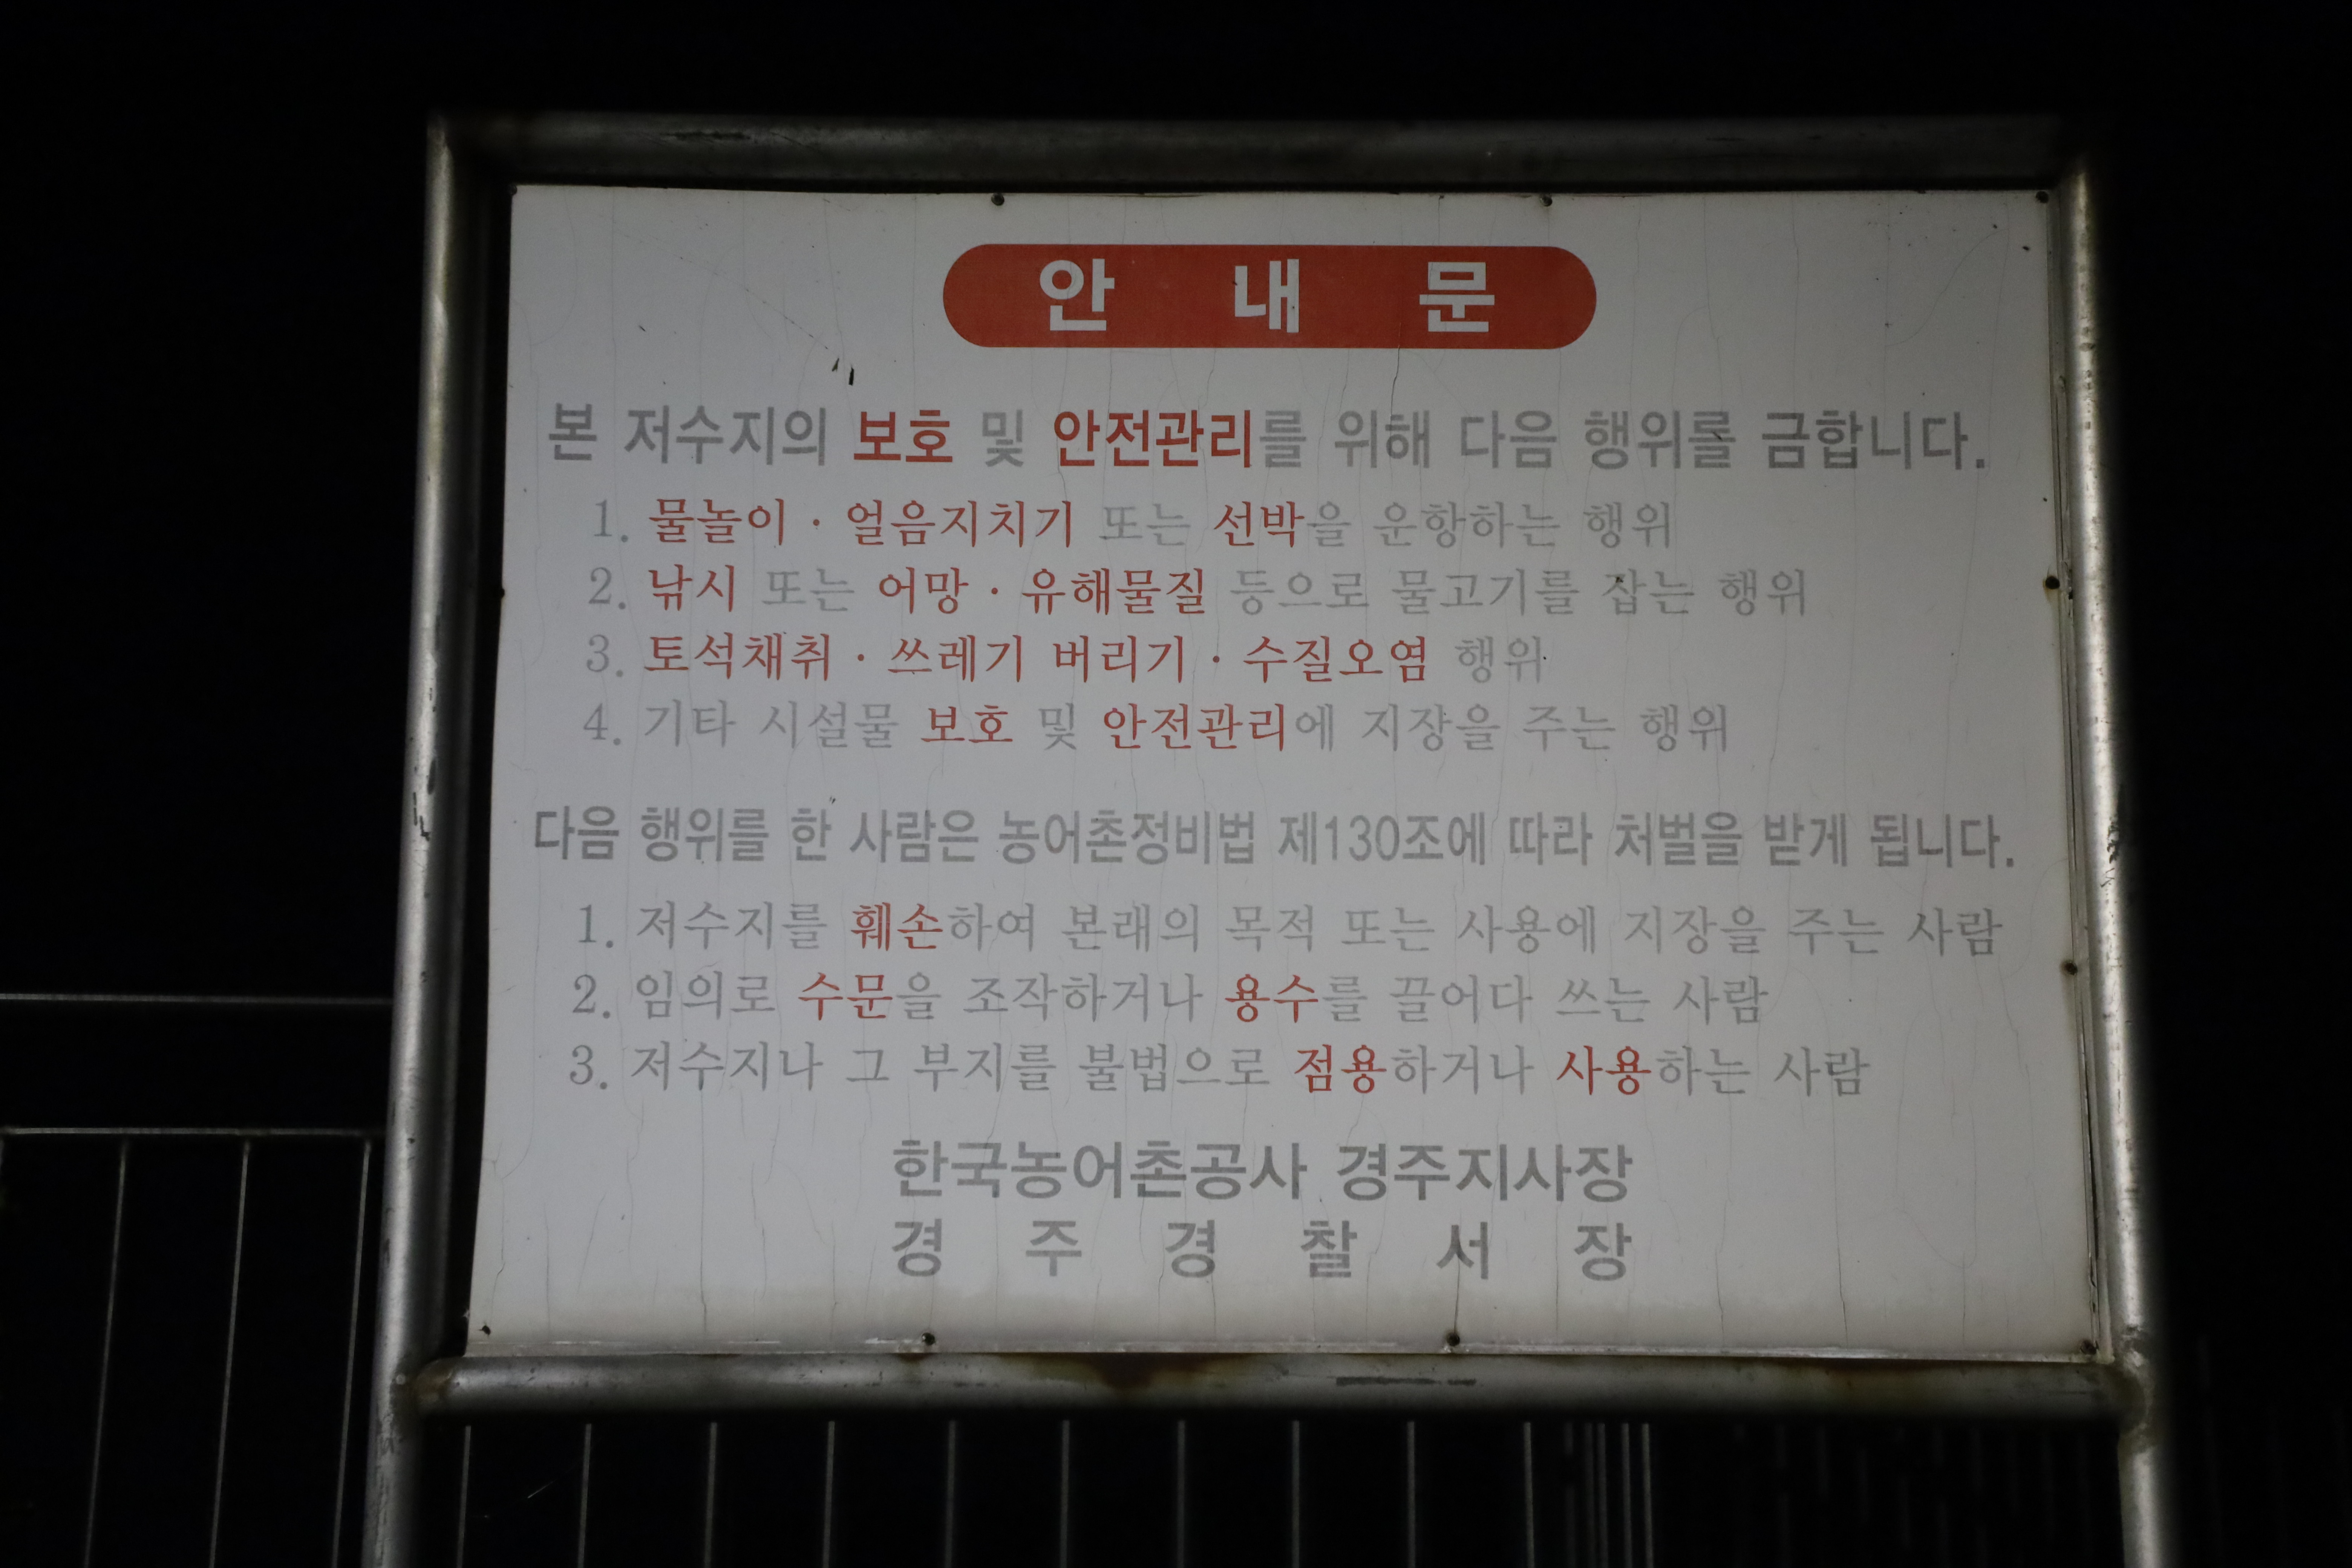 안 내 문
본 저수지의 보호 및 안전관리를 위해 다음 행위를 금합니다.
1. 물놀이 · 얼음지치기 또는 선박을 운항하는 행위
2. 낚시 또는 어망 · 유해물질 등으로 물고기를 잡는 행위
3. 토석채취 · 쓰레기 버리기 · 수질오염 행위
4. 기타 시설물 보호 및 안전관리에 지장을 주는 행위
다음 행위를 한 사람은 농어촌정비법 제130조에 따라 처벌을 받게 됩니다.
1. 저수지를 훼손하여 본래의 목적 또는 사용에 지장을 주는 사람
2. 임의로 수문을 조작하거나 용수를 끌어다 쓰는 사람
3. 저수지나 그 부지를 불법으로 점용하거나 사용하는 사람
한국농어촌공사 경주지사장
경 주 경 찰 서 장